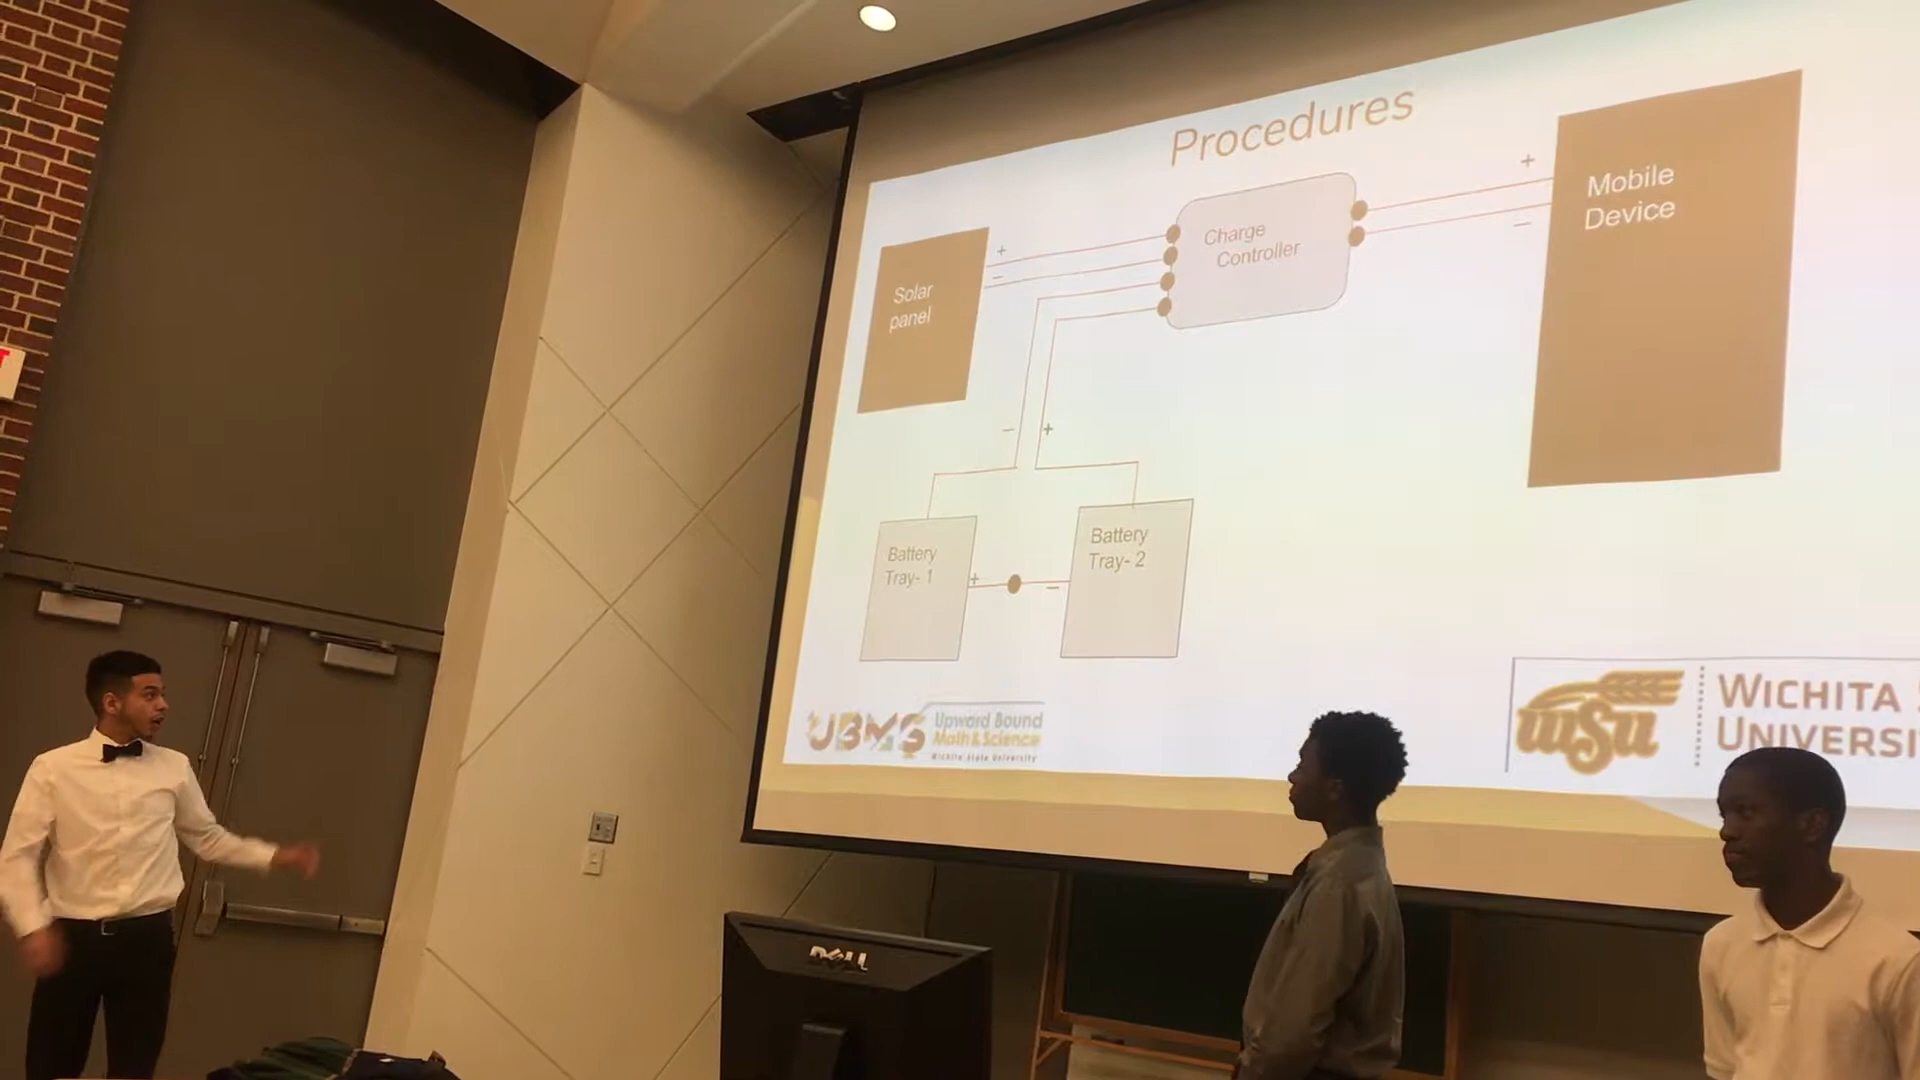 Procedures
+
Mobile
Device
−
Charge
Controller
+
−
Solar
panel
−
+
Battery
Tray- 1
+
−
Battery
Tray- 2
UBMS
Upward Bound
Math & Science
Wichita State University
WSU
WICHITA S
UNIVERSI
DELL
T